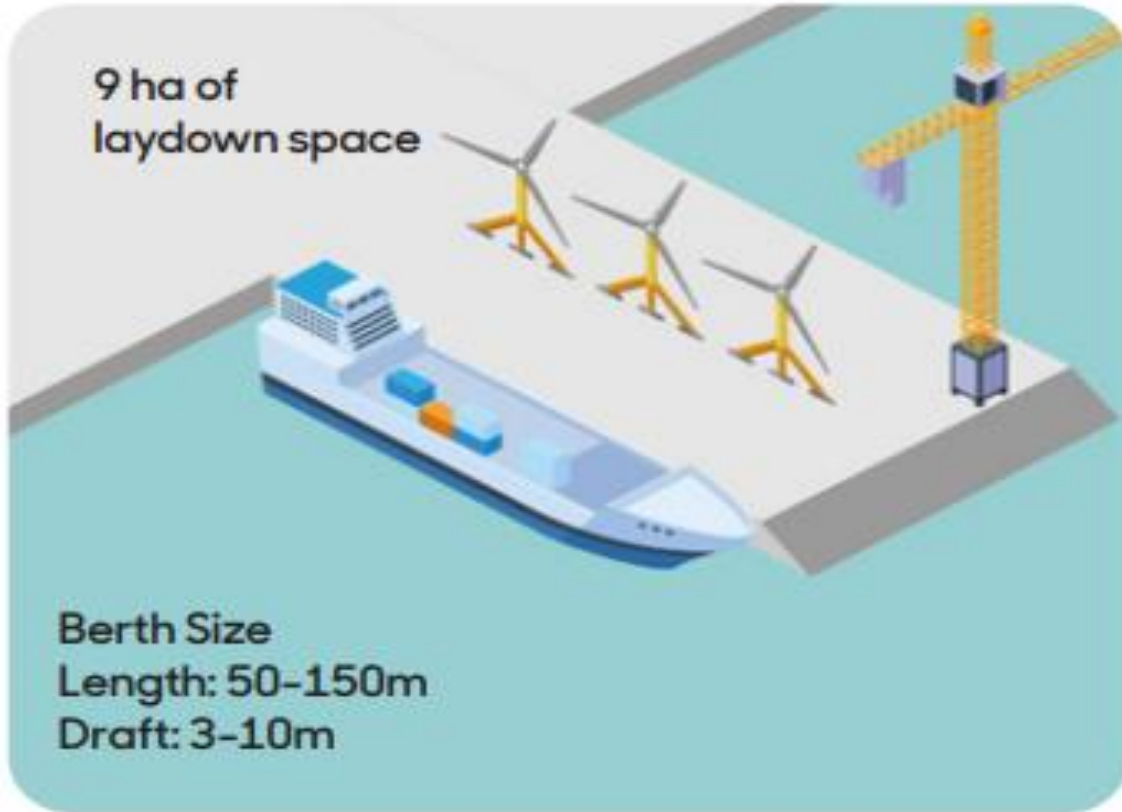 9 ha of
laydown space
Berth Size
Length: 50-150m
Draft: 3-10m